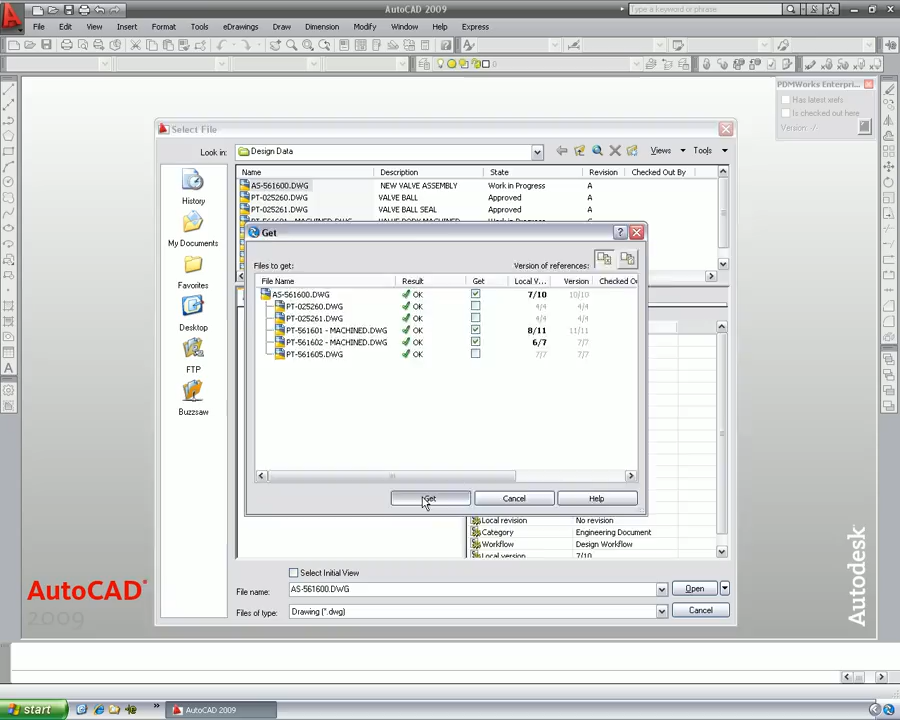 AutoCAD 2009
Type a keyword or phrase
File Edit View Insert Format Tools eDrawings Draw Dimension Modify Window Help Express
PDMWorks Enterpri...
Has latest xrefs
Is checked out here
Version: -/-
Select File
Look in: Design Data
Views Tools
Name Description State Revision Checked Out By
AS-561600.DWG NEW VALVE ASSEMBLY Work in Progress A
PT-025260.DWG VALVE BALL Approved A
PT-025261.DWG VALVE BALL SEAL Approved A
History
My Documents
Favorites
Desktop
FTP
Buzzsaw
Get
Files to get: Version of references:
File Name Result Get Local V... Version Checked Ou
AS-561600.DWG OK 7/10 10/10
PT-025260.DWG OK 4/4 4/4
PT-025261.DWG OK 4/4 4/4
PT-561601 - MACHINED.DWG OK 8/11 11/11
PT-561602 - MACHINED.DWG OK 6/7 7/7
PT-561605.DWG OK 7/7 7/7
Get Cancel Help
Local revision No revision
Category Engineering Document
Workflow Design Workflow
Local version 7/10
Select Initial View
File name: AS-561600.DWG Open
Files of type: Drawing (*.dwg) Cancel
AutoCAD
2009
Autodesk
start AutoCAD 2009